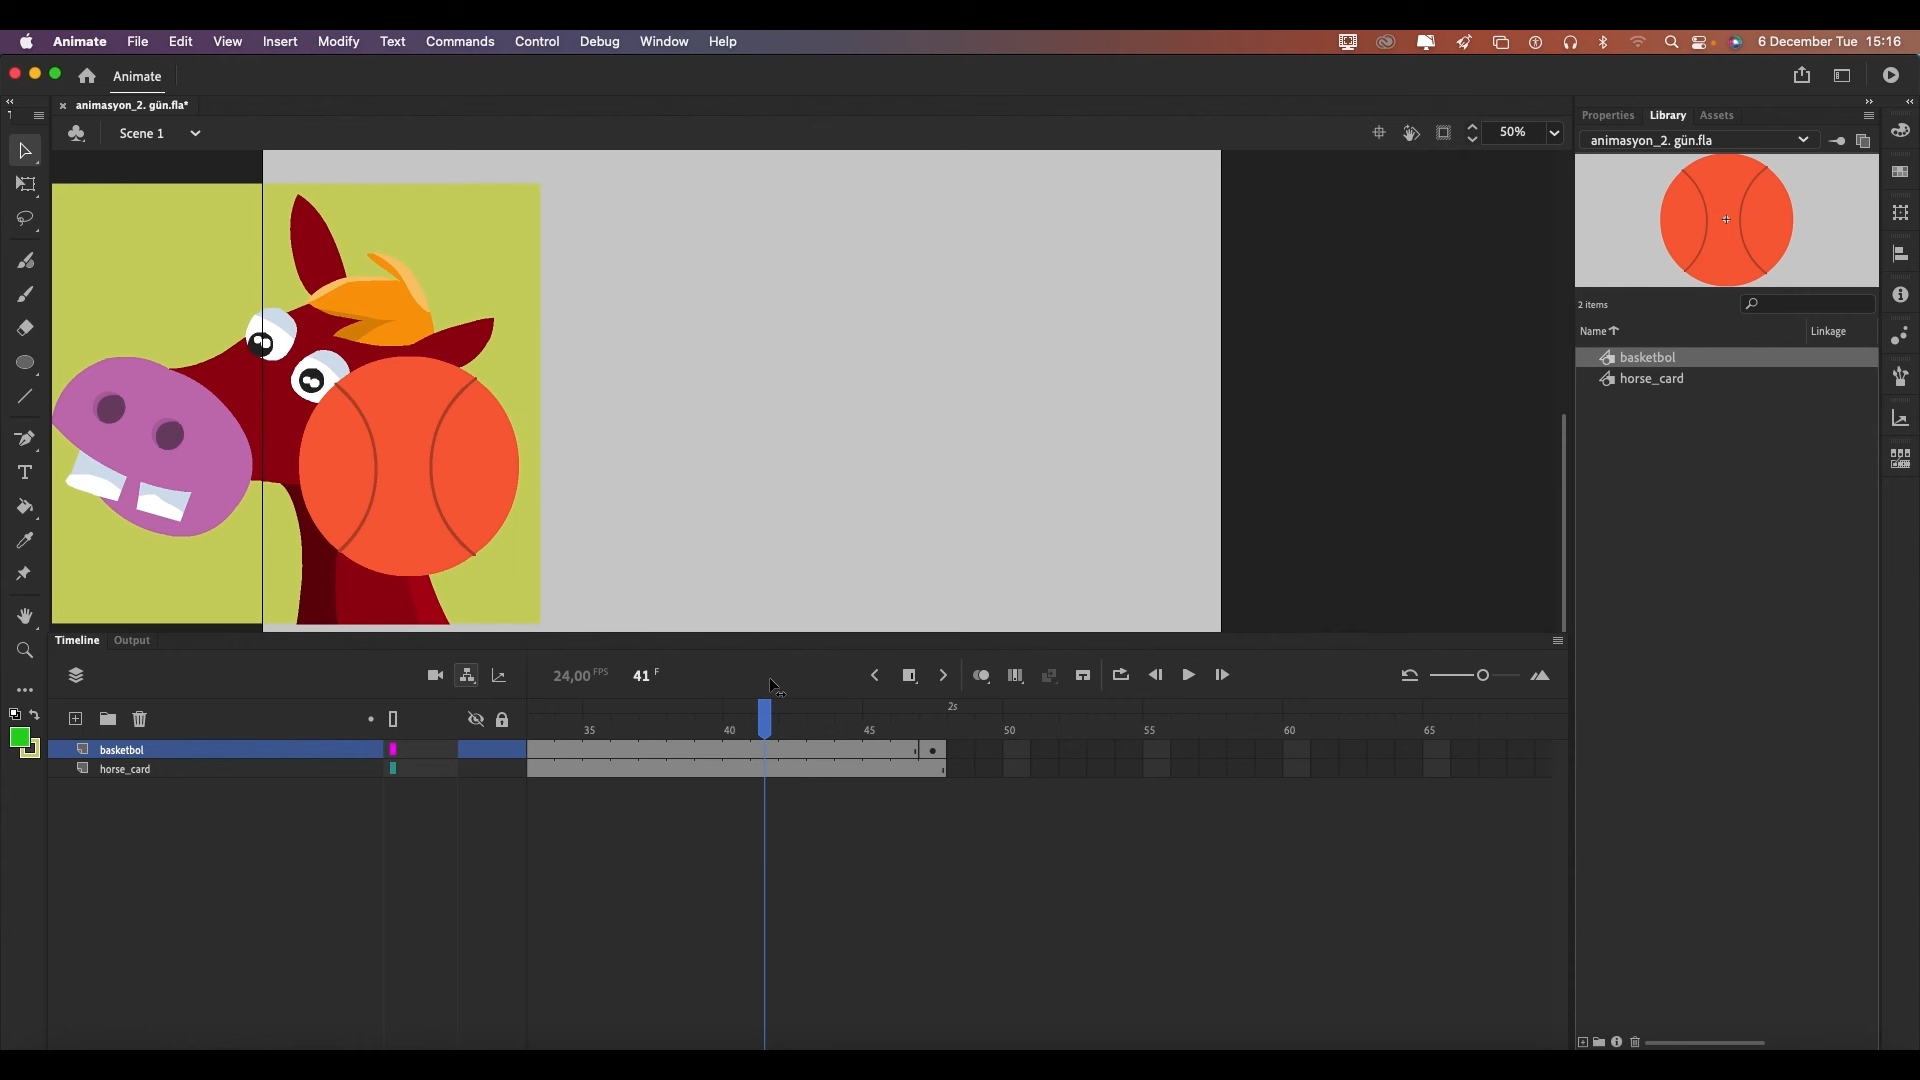 Animate File Edit View Insert Modify Text Commands Control Debug Window Help 6 December Tue 15:16
Animate
animasyon_2. gün.fla*
Scene 1 50%
Properties Library Assets
animasyon_2. gün.fla
2 items
Name Linkage
basketbol
horse_card
Timeline Output
24,00 FPS 41 F
2s
35 40 45 50 55 60 65
basketbol
horse_card